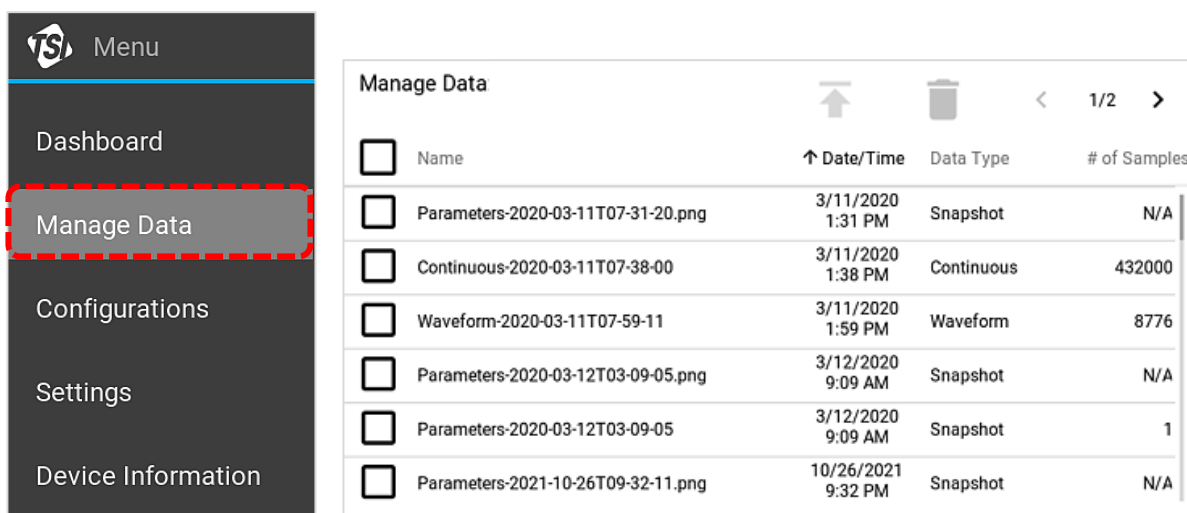 TSI Menu
Dashboard
Manage Data
Configurations
Settings
Device Information
Manage Data
1/2
Name Date/Time Data Type # of Samples
Parameters-2020-03-11T07-31-20.png 3/11/2020 1:31 PM Snapshot N/A
Continuous-2020-03-11T07-38-00 3/11/2020 1:38 PM Continuous 432000
Waveform-2020-03-11T07-59-11 3/11/2020 1:59 PM Waveform 8776
Parameters-2020-03-12T03-09-05.png 3/12/2020 9:09 AM Snapshot N/A
Parameters-2020-03-12T03-09-05 3/12/2020 9:09 AM Snapshot 1
Parameters-2021-10-26T09-32-11.png 10/26/2021 9:32 PM Snapshot N/A